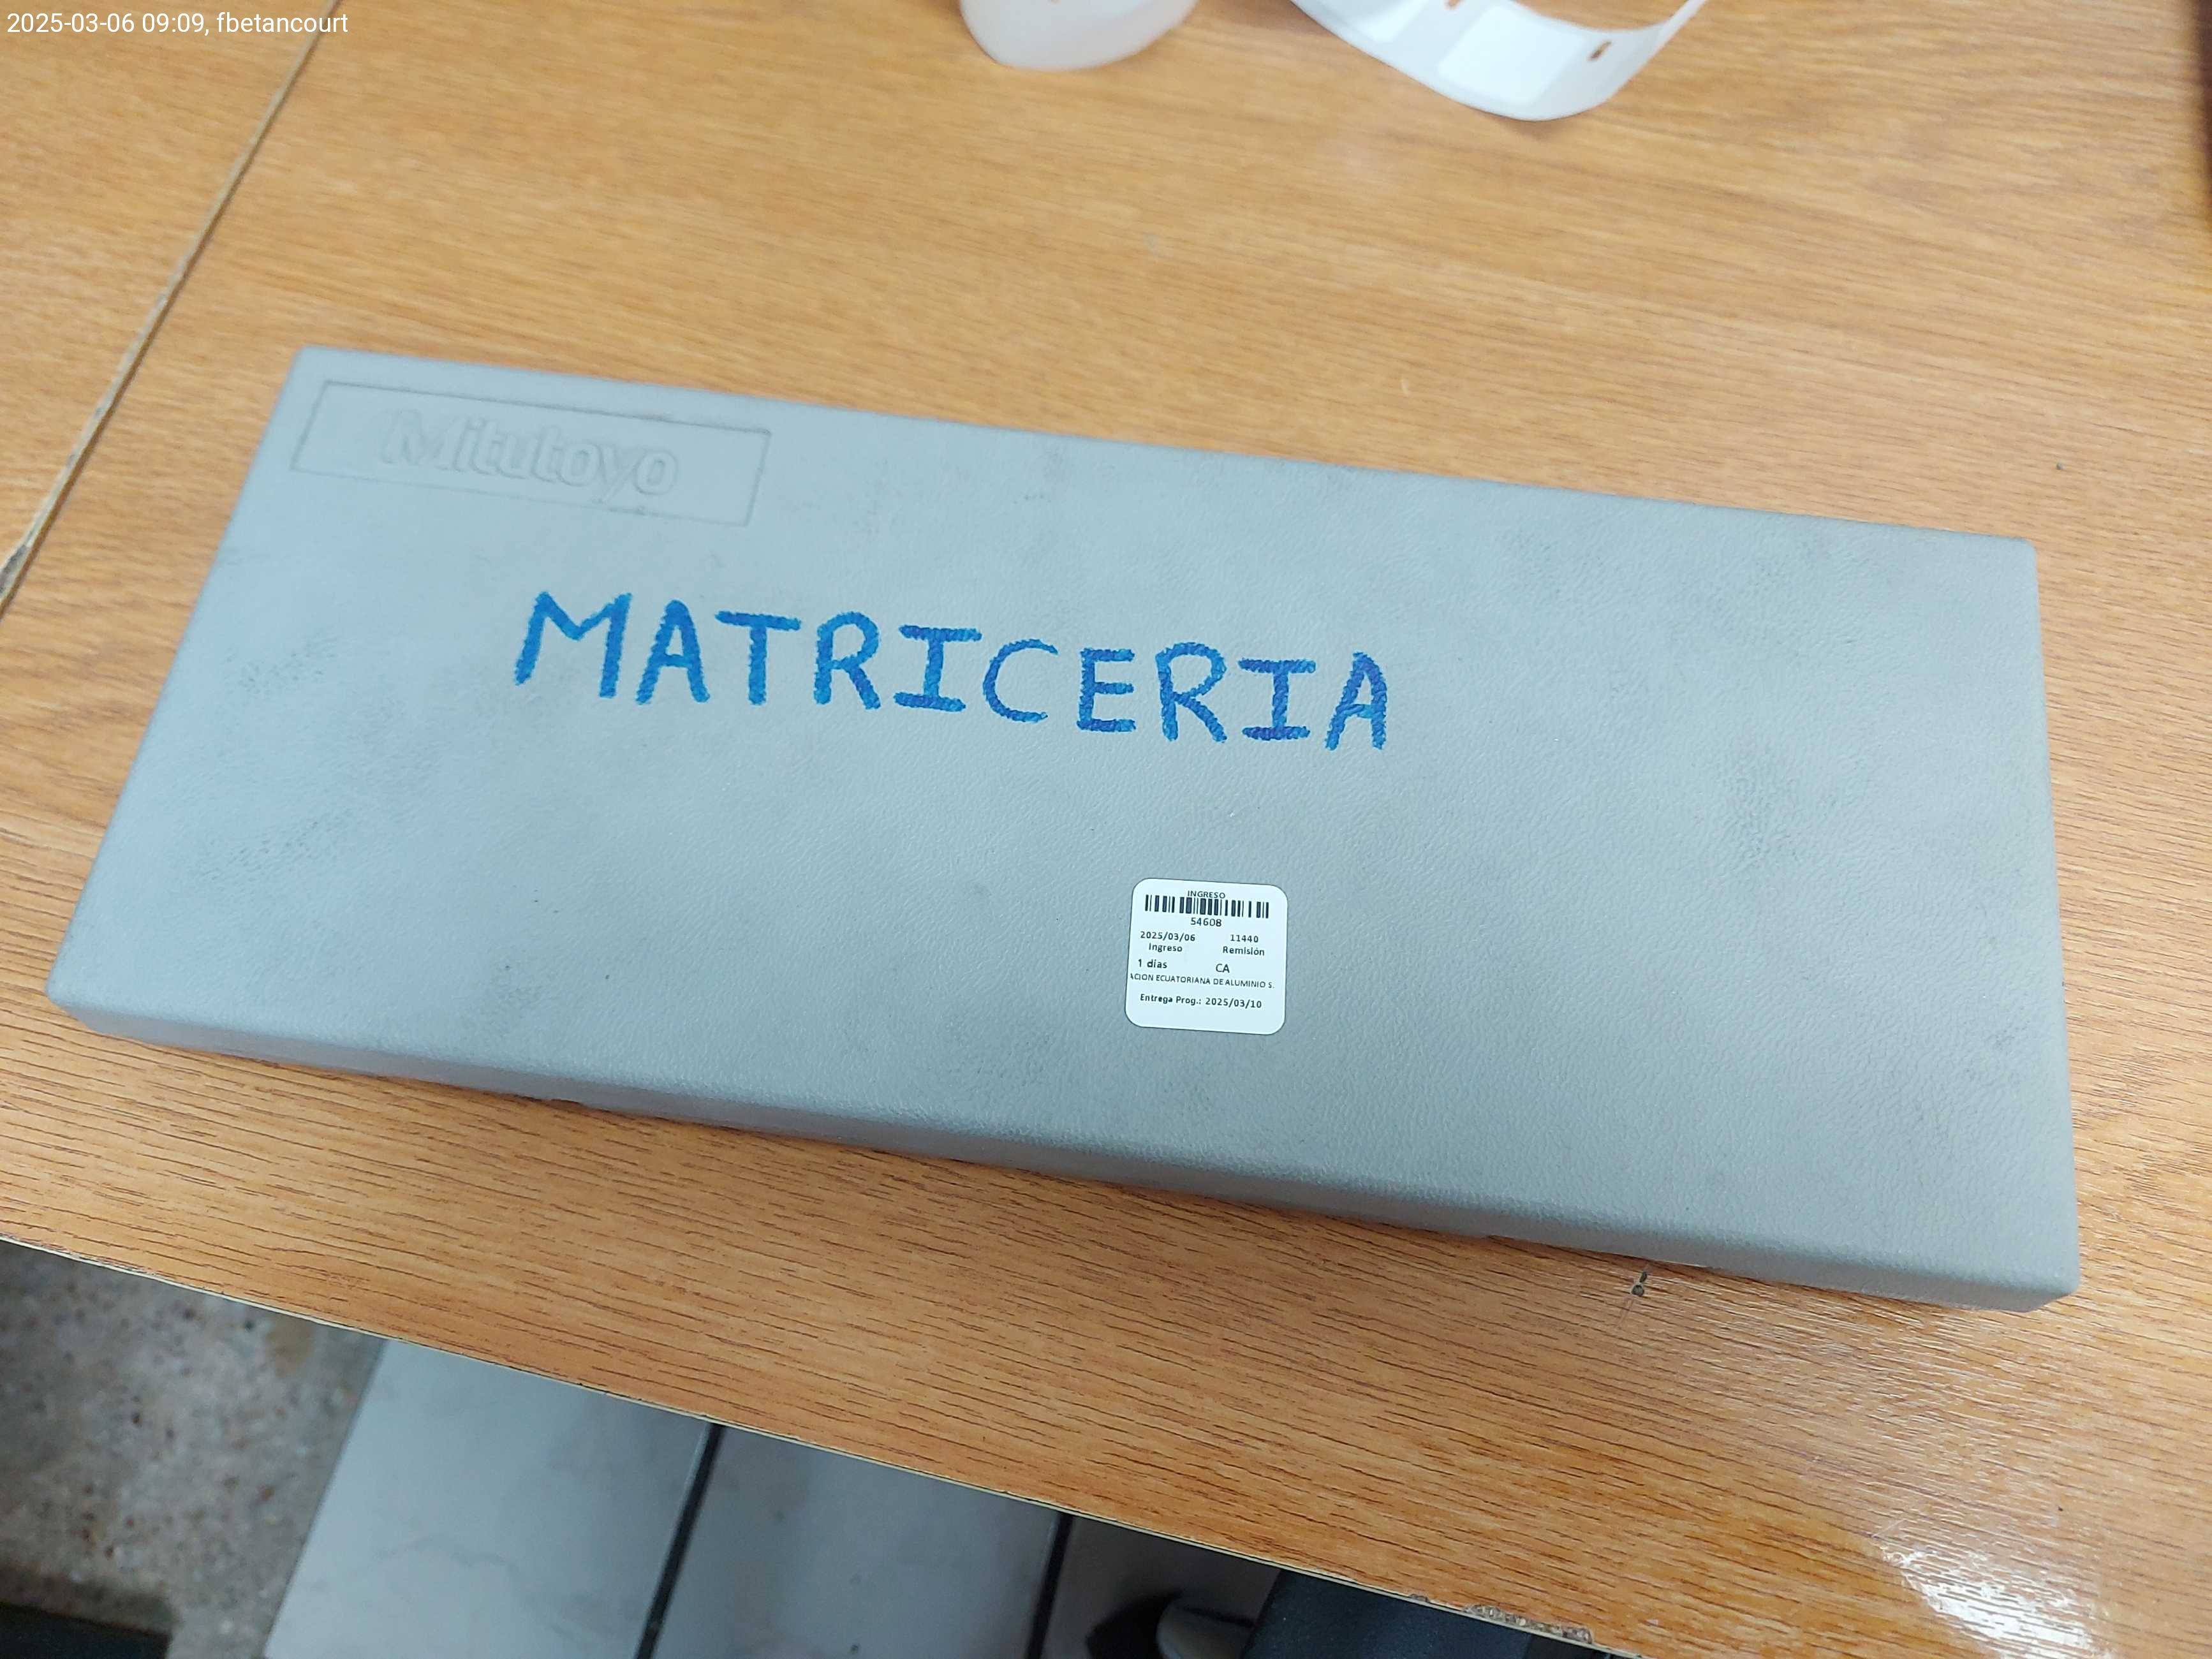 2025-03-06 09:09, fbetancourt
Mitutoyo
MATRICERIA
INGRESO
54608
2025/03/06 11440
Ingreso Remisión
1 días CA
ACION ECUATORIANA DE ALUMINIO S.
Entrega Prog.: 2025/03/10